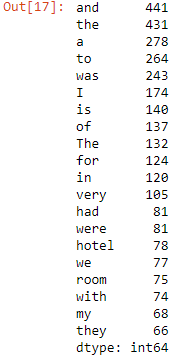 Out[17]: and 441
the 431
a 278
to 264
was 243
I 174
is 140
of 137
The 132
for 124
in 120
very 105
had 81
were 81
hotel 78
we 77
room 75
with 74
my 68
they 66
dtype: int64